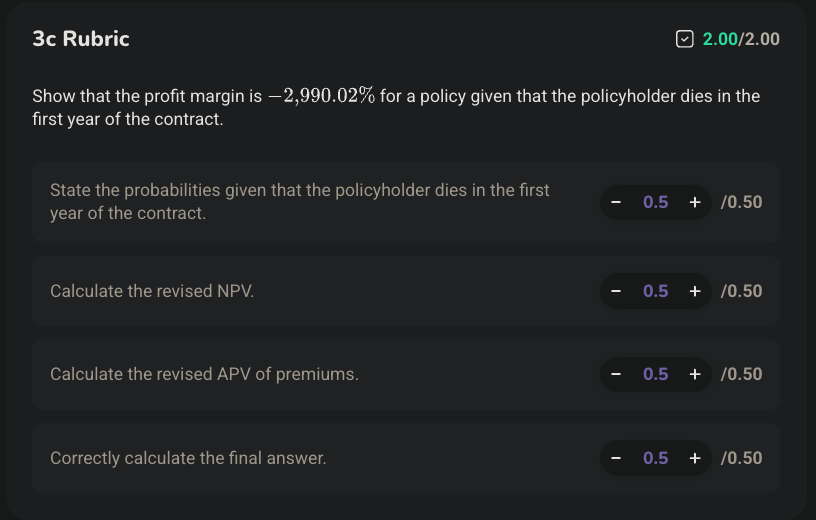 3c Rubric
2.00/2.00
Show that the profit margin is −2,990.02% for a policy given that the policyholder dies in the
first year of the contract.
State the probabilities given that the policyholder dies in the first
year of the contract.
− 0.5 + /0.50
Calculate the revised NPV.
− 0.5 + /0.50
Calculate the revised APV of premiums.
− 0.5 + /0.50
Correctly calculate the final answer.
− 0.5 + /0.50